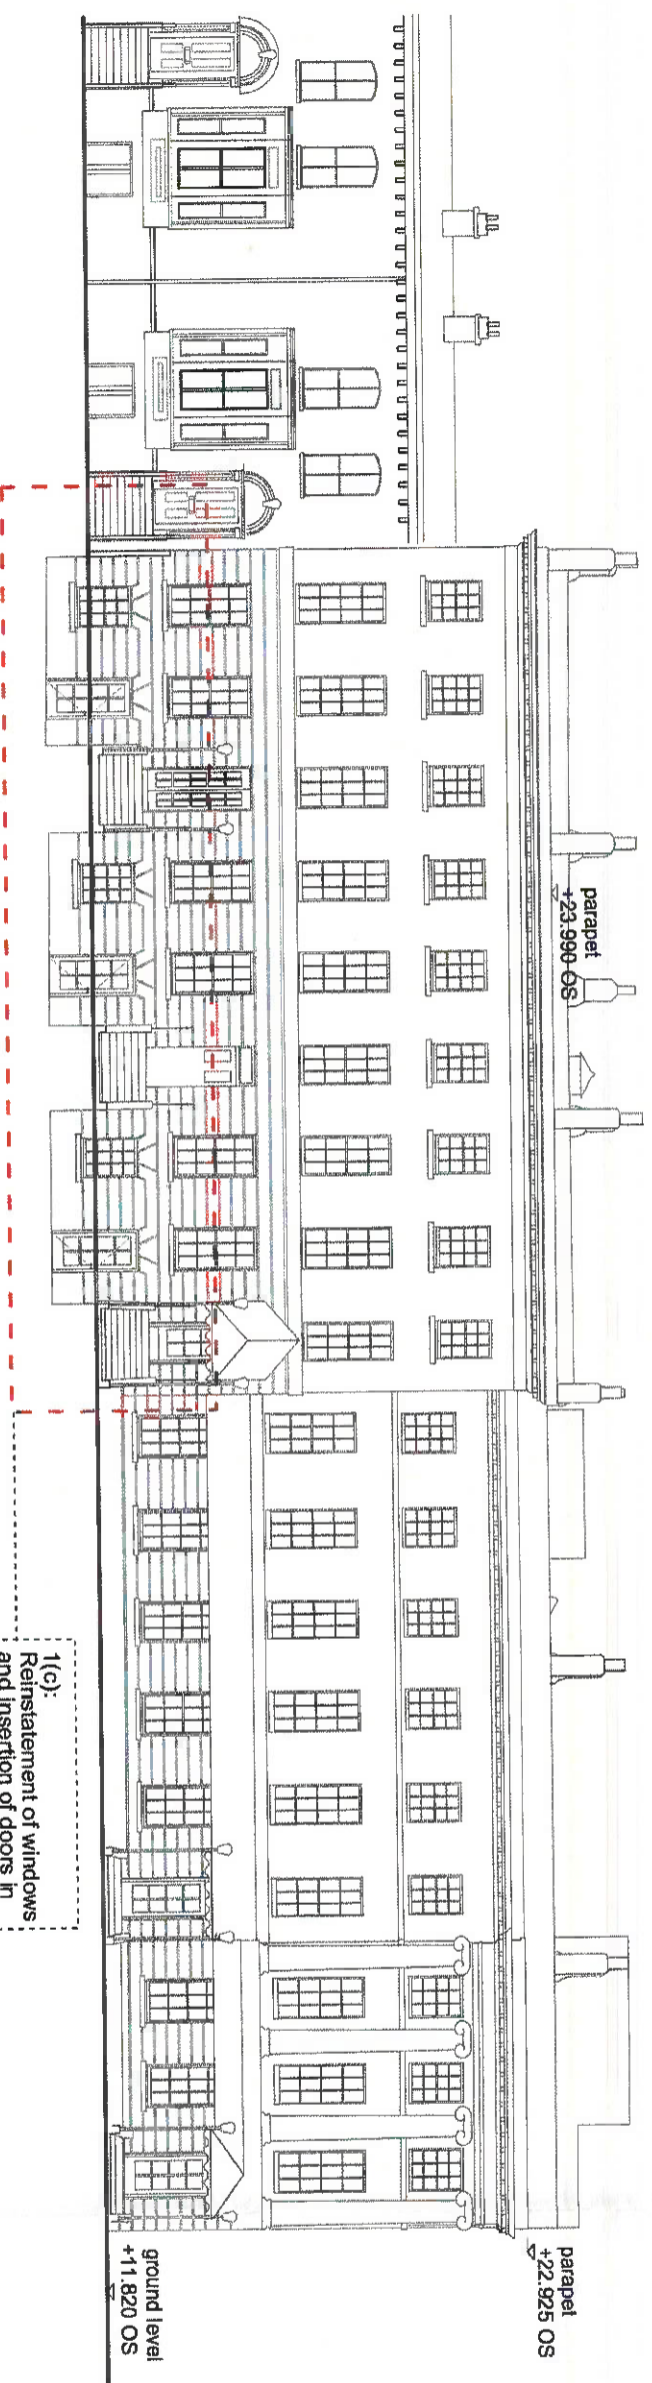 parapet
+23.990 OS
parapet
+22.925 OS
ground level
+11.820 OS
1(c):
Reinstatement of windows
and insertion of doors in